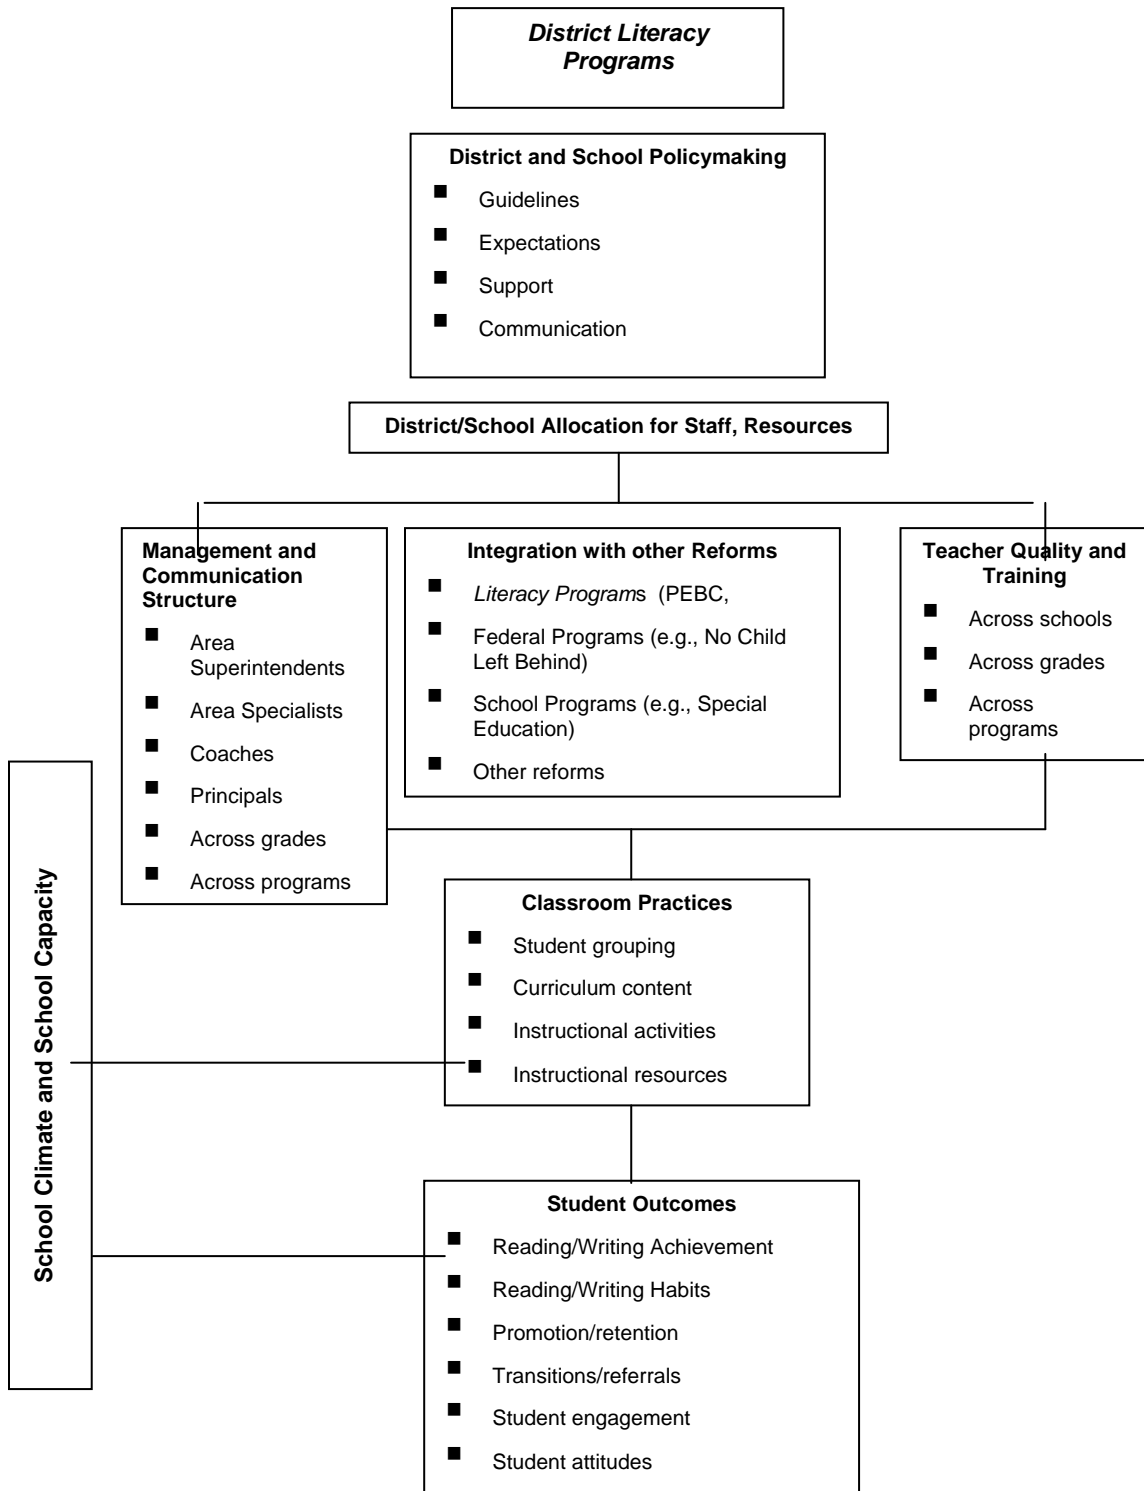 District Literacy
Programs
District and School Policymaking
■ Guidelines
■ Expectations
■ Support
■ Communication
District/School Allocation for Staff, Resources
Management and
Communication
Structure
■ Area
Superintendents
■ Area Specialists
■ Coaches
■ Principals
■ Across grades
■ Across programs
Integration with other Reforms
■ Literacy Programs (PEBC,
■ Federal Programs (e.g., No Child
Left Behind)
■ School Programs (e.g., Special
Education)
■ Other reforms
Teacher Quality and
Training
■ Across schools
■ Across grades
■ Across
programs
School Climate and School Capacity
Classroom Practices
■ Student grouping
■ Curriculum content
■ Instructional activities
■ Instructional resources
Student Outcomes
■ Reading/Writing Achievement
■ Reading/Writing Habits
■ Promotion/retention
■ Transitions/referrals
■ Student engagement
■ Student attitudes